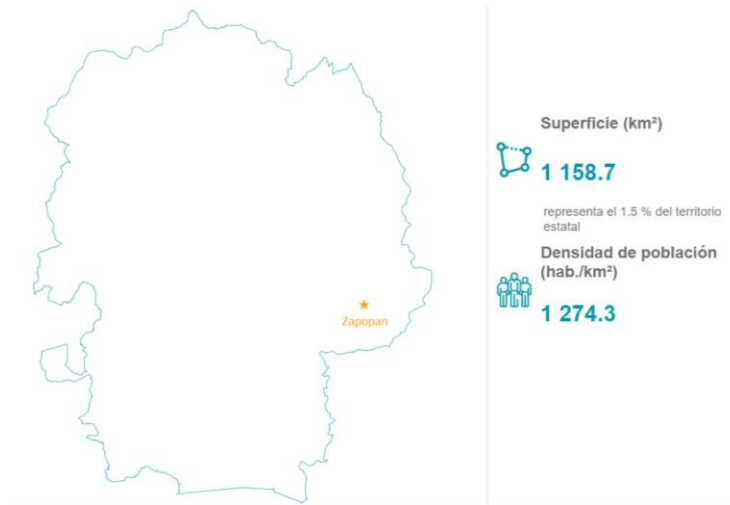 Superficie (km²)
1 158.7
representa el 1.5 % del territorio
estatal
Densidad de población
(hab./km²)
1 274.3
Zapopan